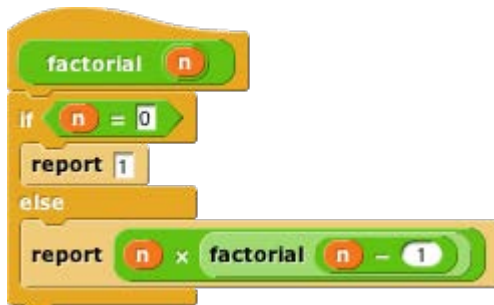 factorial n
if n = 0
report 1
else
report n × factorial n − 1